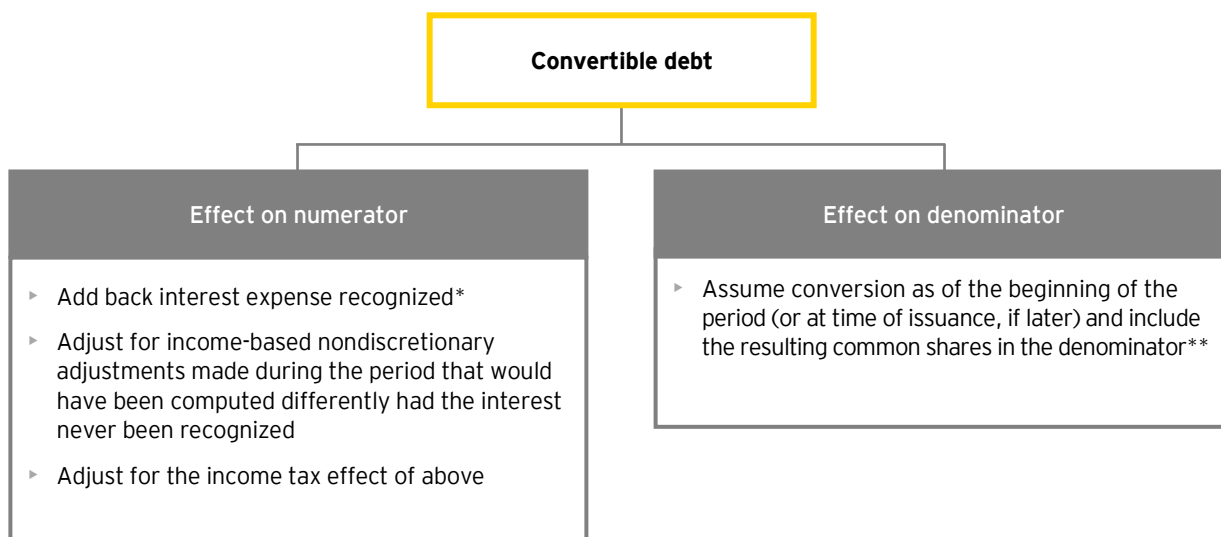 Convertible debt
Effect on numerator
▸ Add back interest expense recognized*
▸ Adjust for income-based nondiscretionary
adjustments made during the period that would
have been computed differently had the interest
never been recognized
▸ Adjust for the income tax effect of above
Effect on denominator
▸ Assume conversion as of the beginning of the
period (or at time of issuance, if later) and include
the resulting common shares in the denominator**